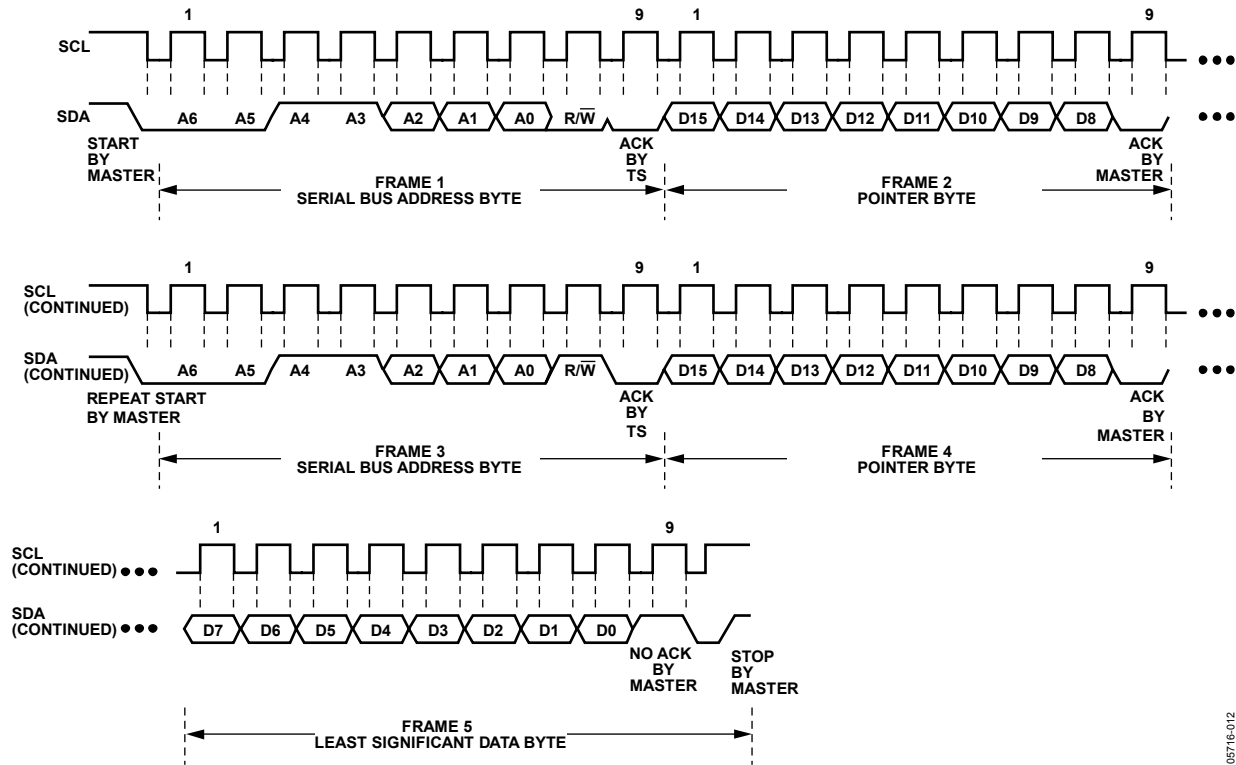 1 9 1 9
SCL
SDA A6 A5 A4 A3 A2 A1 A0 R/W̅ D15 D14 D13 D12 D11 D10 D9 D8
START
BY
MASTER
ACK
BY
TS
ACK
BY
MASTER
FRAME 1
SERIAL BUS ADDRESS BYTE
FRAME 2
POINTER BYTE
1 9 1 9
SCL
(CONTINUED)
SDA
(CONTINUED)
A6 A5 A4 A3 A2 A1 A0 R/W̅ D15 D14 D13 D12 D11 D10 D9 D8
REPEAT START
BY MASTER
ACK
BY
TS
ACK
BY
MASTER
FRAME 3
SERIAL BUS ADDRESS BYTE
FRAME 4
POINTER BYTE
1 9
SCL
(CONTINUED)
SDA
(CONTINUED)
D7 D6 D5 D4 D3 D2 D1 D0
NO ACK
BY
MASTER
STOP
BY
MASTER
FRAME 5
LEAST SIGNIFICANT DATA BYTE
05716-012